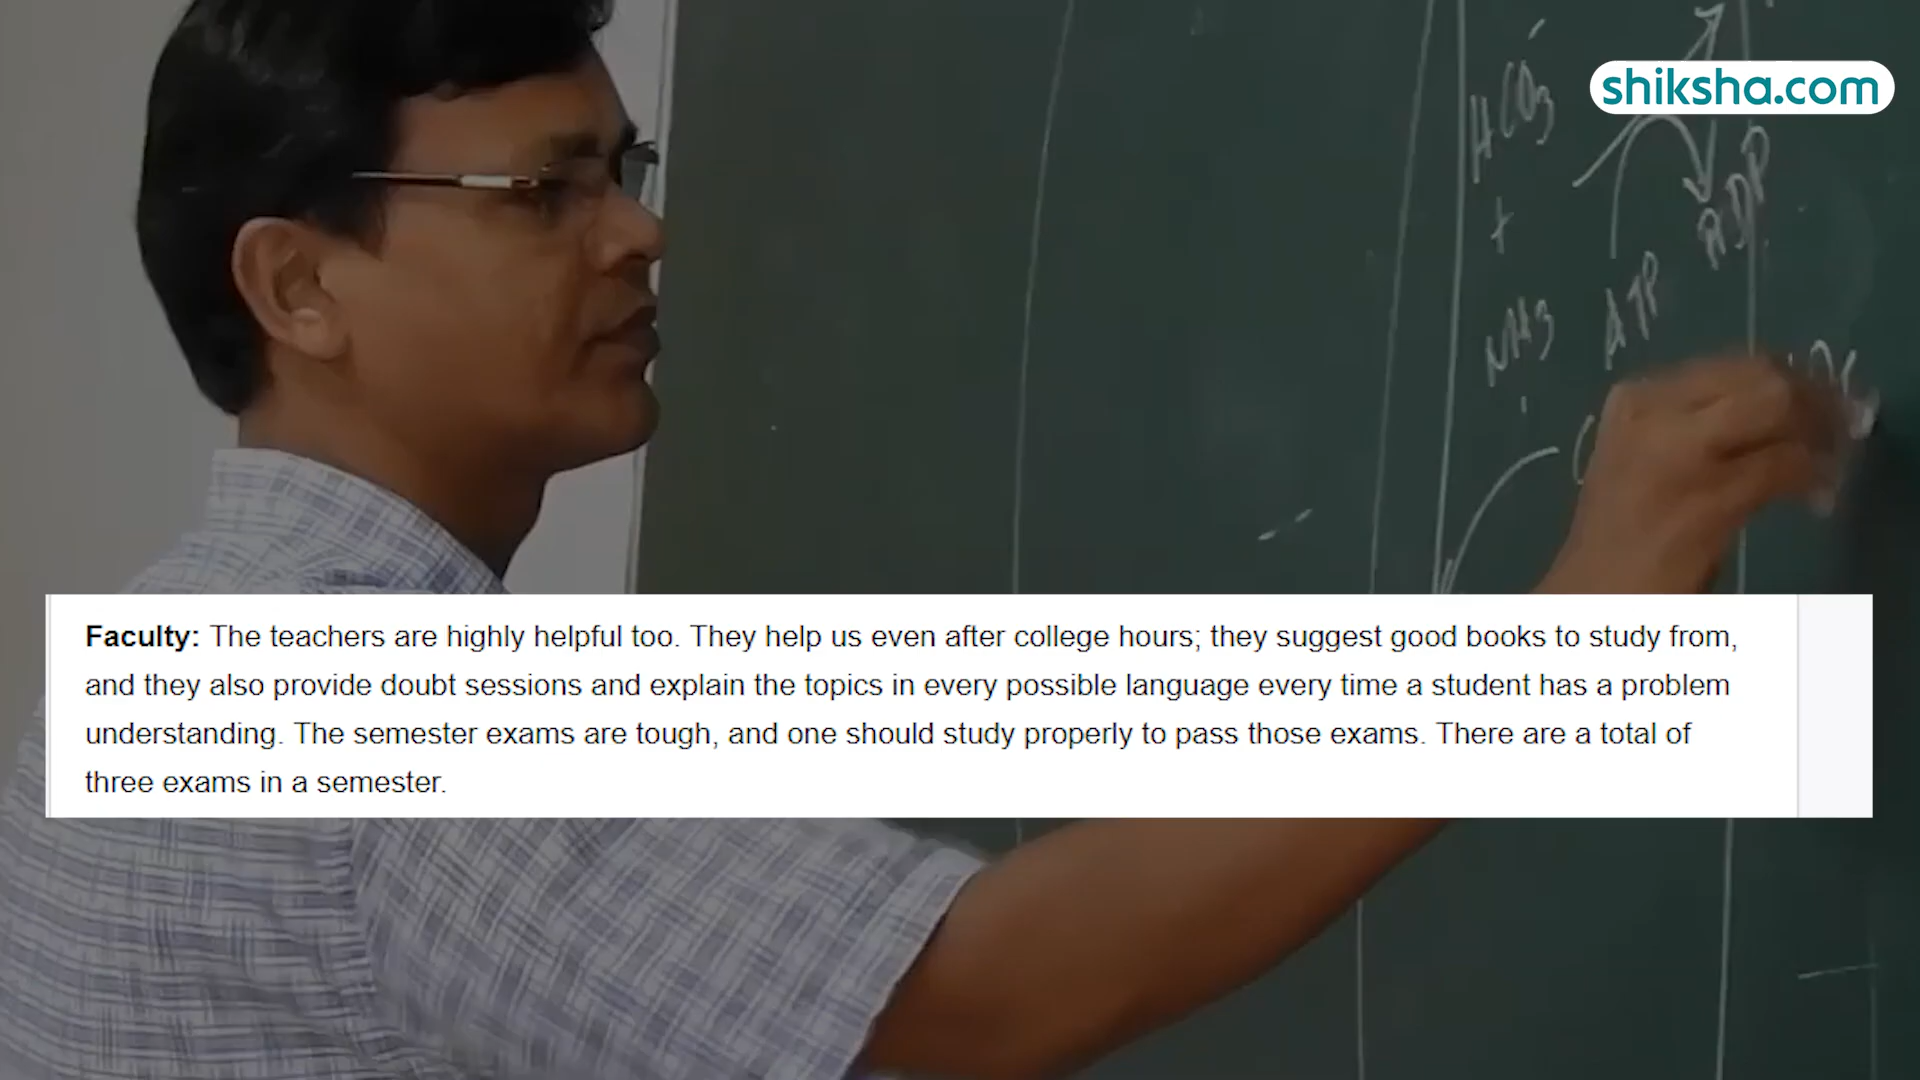 shiksha.com
HCO3-
+
NH3
ATP
ADP
Faculty: The teachers are highly helpful too. They help us even after college hours; they suggest good books to study from,
and they also provide doubt sessions and explain the topics in every possible language every time a student has a problem
understanding. The semester exams are tough, and one should study properly to pass those exams. There are a total of
three exams in a semester.